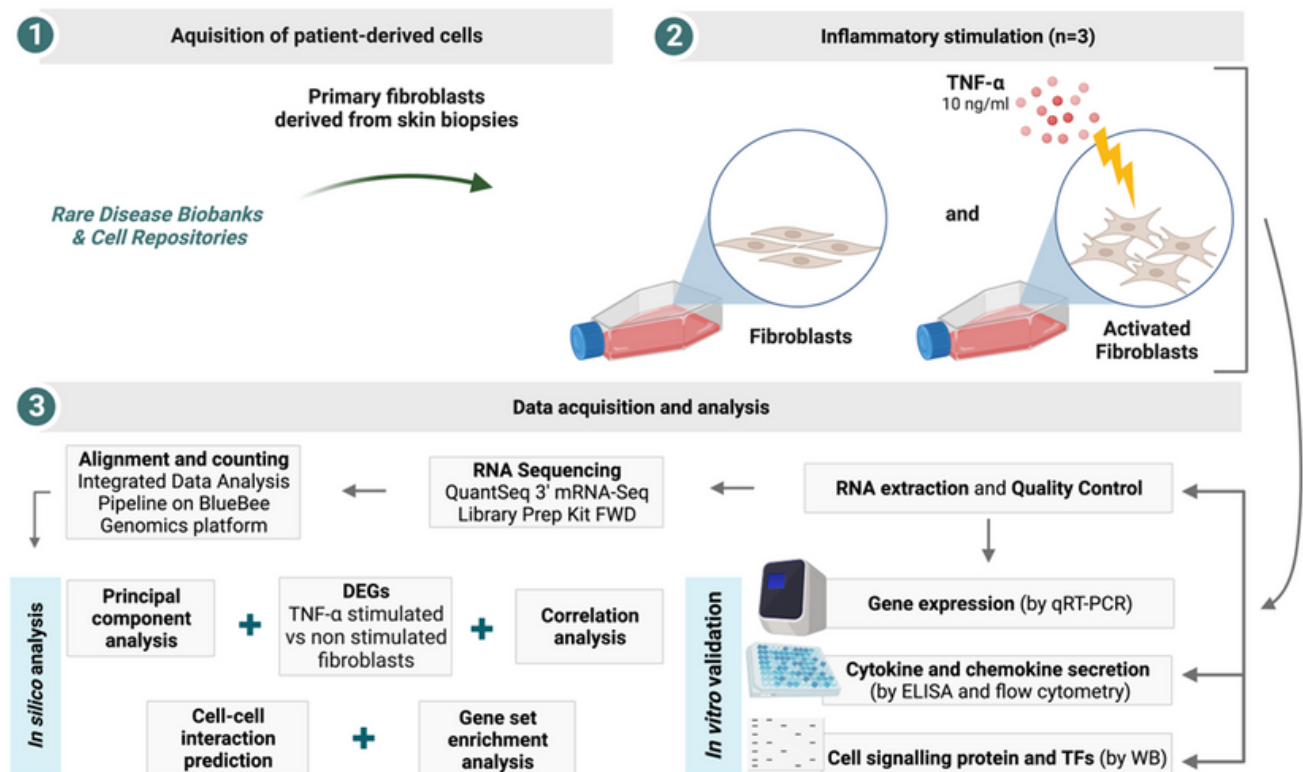 1
Aquisition of patient-derived cells
Primary fibroblasts
derived from skin biopsies
Rare Disease Biobanks
& Cell Repositories
2
Inflammatory stimulation (n=3)
TNF-α
10 ng/ml
and
Fibroblasts
Activated
Fibroblasts
3
Data acquisition and analysis
Alignment and counting
Integrated Data Analysis
Pipeline on BlueBee
Genomics platform
RNA Sequencing
QuantSeq 3' mRNA-Seq
Library Prep Kit FWD
RNA extraction and Quality Control
In silico analysis
Principal
component
analysis
+
DEGs
TNF-α stimulated
vs non stimulated
fibroblasts
+
Correlation
analysis
Cell-cell
interaction
prediction
+
Gene set
enrichment
analysis
In vitro validation
Gene expression (by qRT-PCR)
Cytokine and chemokine secretion
(by ELISA and flow cytometry)
Cell signalling protein and TFs (by WB)